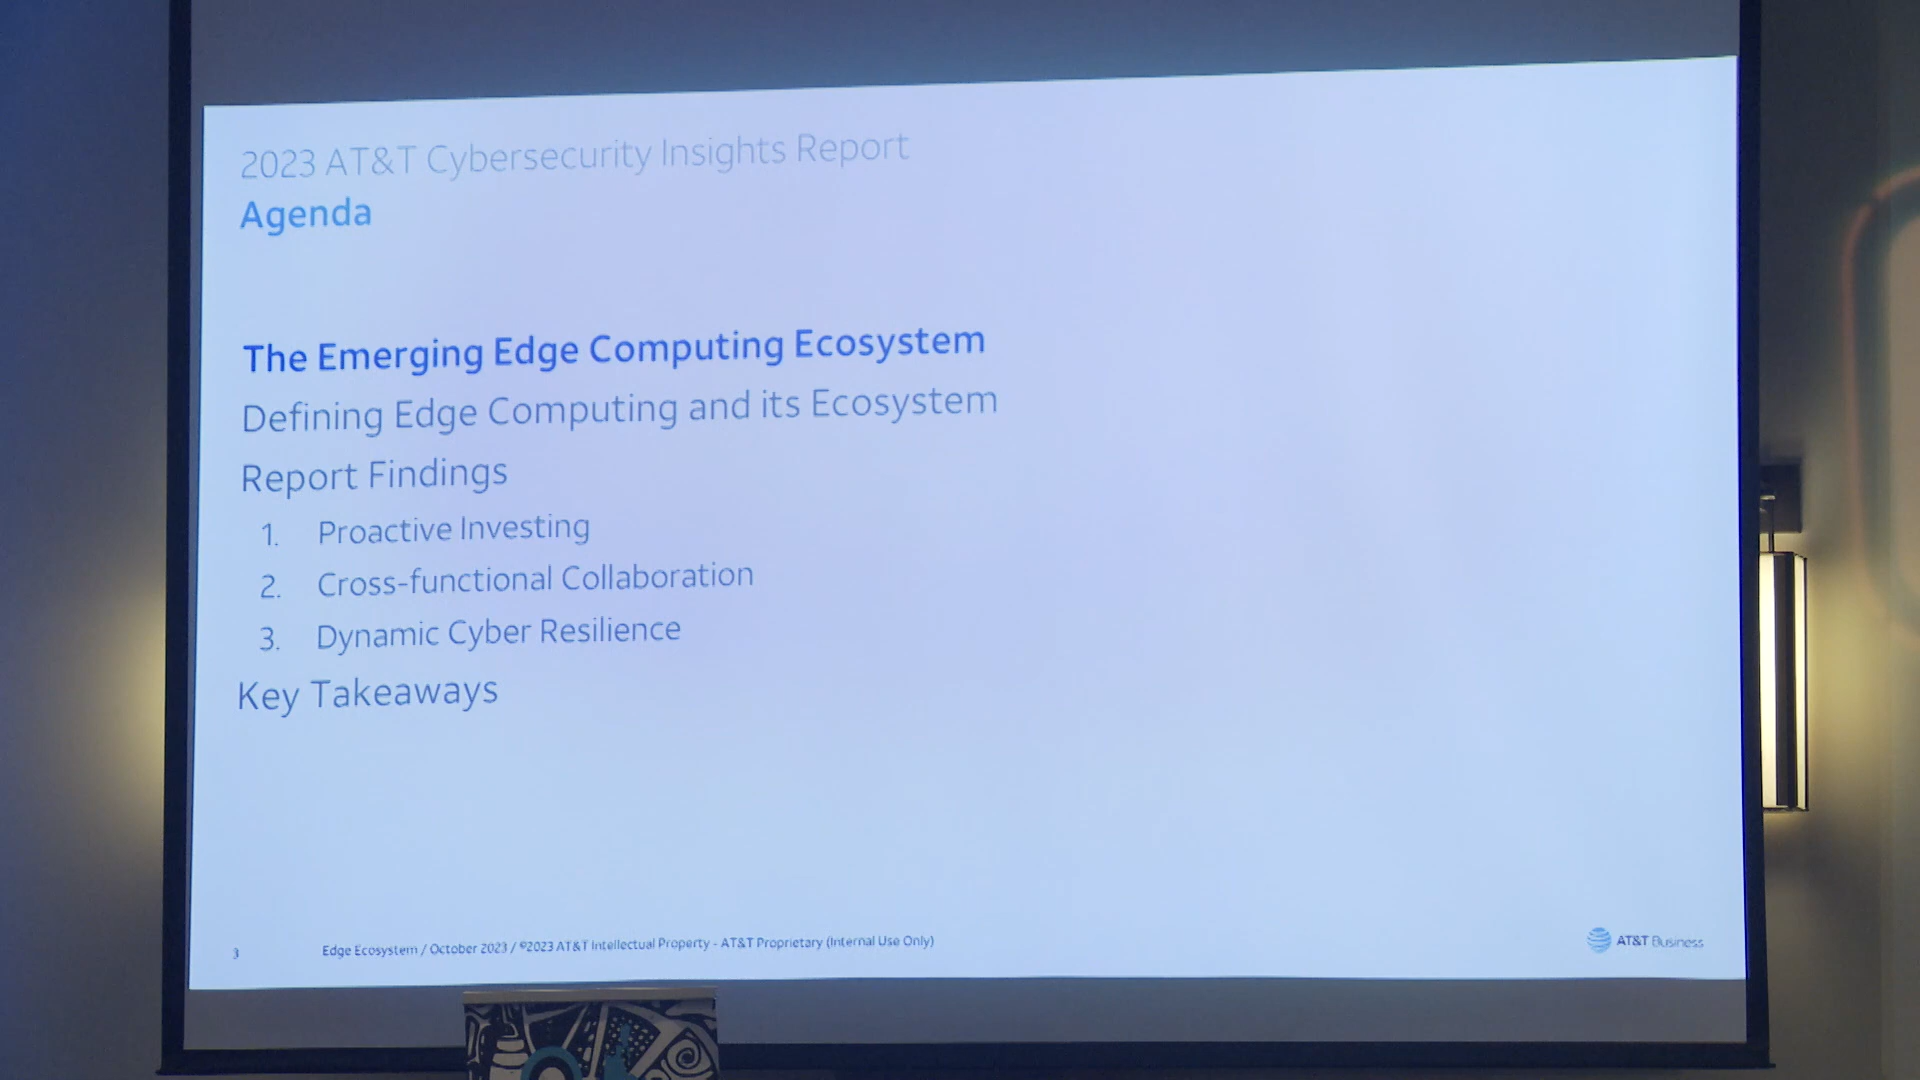 2023 AT&T Cybersecurity Insights Report
Agenda
The Emerging Edge Computing Ecosystem
Defining Edge Computing and its Ecosystem
Report Findings
1. Proactive Investing
2. Cross-functional Collaboration
3. Dynamic Cyber Resilience
Key Takeaways
3 Edge Ecosystem / October 2023 / ©2023 AT&T Intellectual Property - AT&T Proprietary (Internal Use Only)
AT&T Business